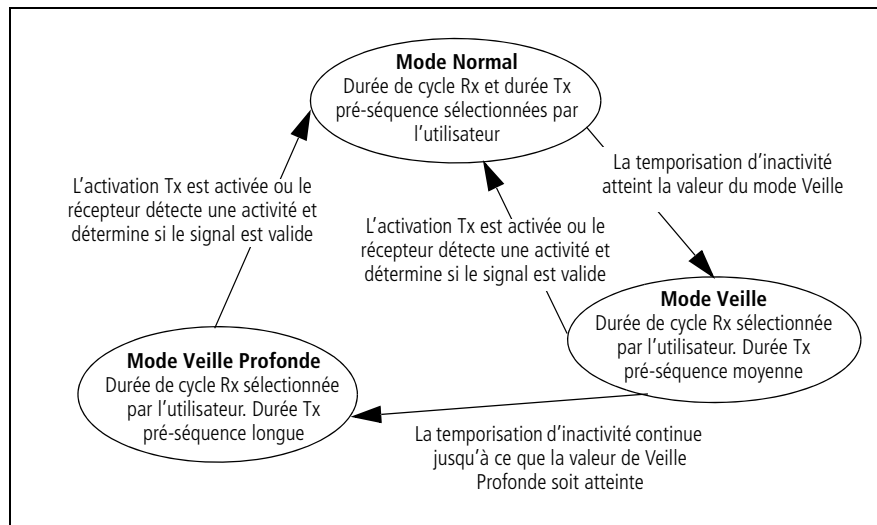 Mode Normal
Durée de cycle Rx et durée Tx
pré-séquence sélectionnées par
l'utilisateur
La temporisation d'inactivité
atteint la valeur du mode Veille
L'activation Tx est activée ou le
récepteur détecte une activité et
détermine si le signal est valide
L'activation Tx est activée ou le
récepteur détecte une activité et
détermine si le signal est valide
Mode Veille
Durée de cycle Rx sélectionnée
par l'utilisateur. Durée Tx
pré-séquence moyenne
Mode Veille Profonde
Durée de cycle Rx sélectionnée
par l'utilisateur. Durée Tx
pré-séquence longue
La temporisation d'inactivité continue
jusqu'à ce que la valeur de Veille
Profonde soit atteinte